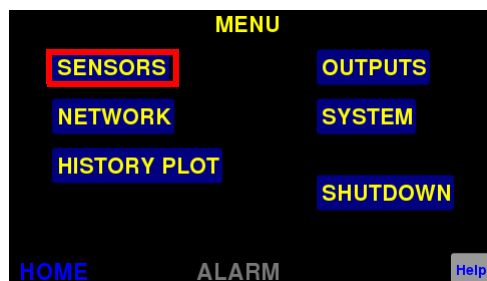 MENU
SENSORS
OUTPUTS
NETWORK
SYSTEM
HISTORY PLOT
SHUTDOWN
HOME
ALARM
Help